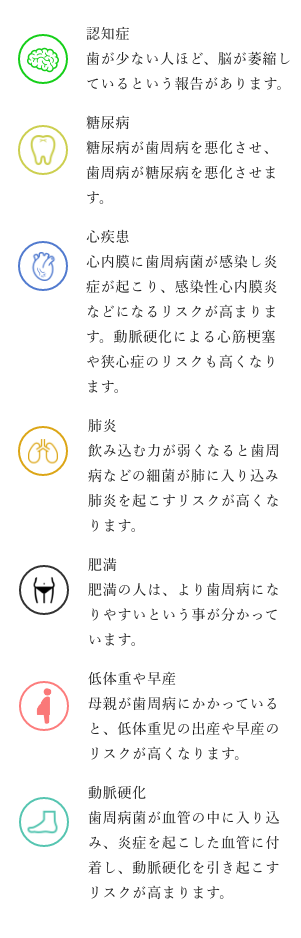 認知症
歯が少ない人ほど、脳が萎縮し
ているという報告があります。
糖尿病
糖尿病が歯周病を悪化させ、
歯周病が糖尿病を悪化させま
す。
心疾患
心内膜に歯周病菌が感染し炎
症が起こり、感染性心内膜炎
などになるリスクが高まりま
す。動脈硬化による心筋梗塞
や狭心症のリスクも高くなり
ます。
肺炎
飲み込む力が弱くなると歯周
病などの細菌が肺に入り込み
肺炎を起こすリスクが高くな
ります。
肥満
肥満の人は、より歯周病にな
りやすいという事が分かって
います。
低体重や早産
母親が歯周病にかかっている
と、低体重児の出産や早産の
リスクが高くなります。
動脈硬化
歯周病菌が血管の中に入り込
み、炎症を起こした血管に付
着し、動脈硬化を引き起こす
リスクが高まります。